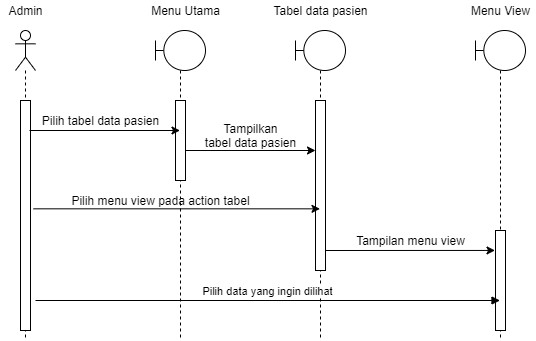 Admin
Menu Utama
Tabel data pasien
Menu View
Pilih tabel data pasien
Tampilkan
tabel data pasien
Pilih menu view pada action tabel
Tampilan menu view
Pilih data yang ingin dilihat